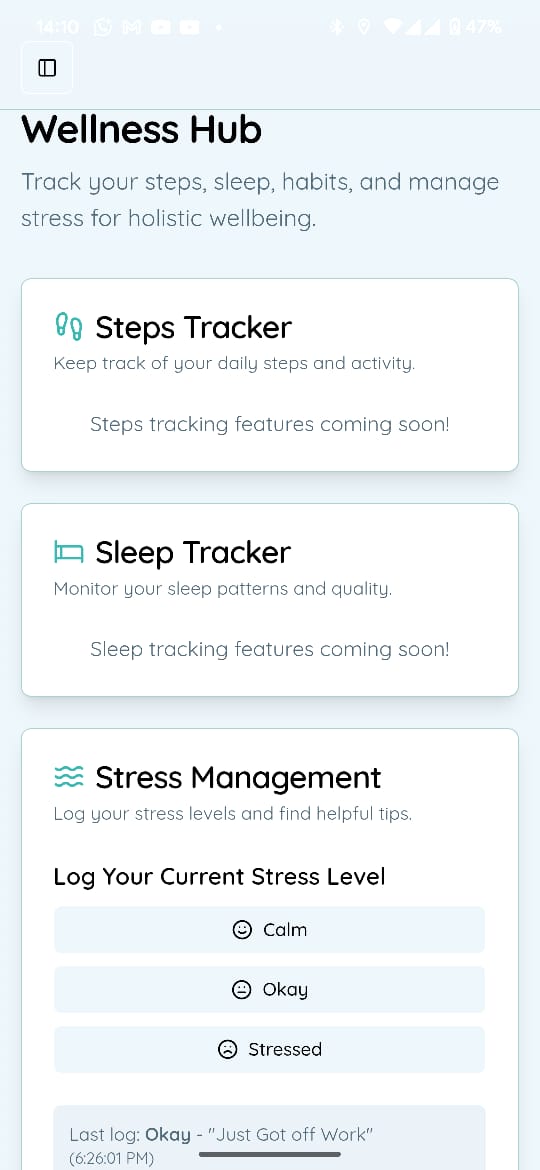 14:10
47%
Wellness Hub
Track your steps, sleep, habits, and manage
stress for holistic wellbeing.
Steps Tracker
Keep track of your daily steps and activity.
Steps tracking features coming soon!
Sleep Tracker
Monitor your sleep patterns and quality.
Sleep tracking features coming soon!
Stress Management
Log your stress levels and find helpful tips.
Log Your Current Stress Level
Calm
Okay
Stressed
Last log: Okay - "Just Got off Work"
(6:26:01 PM)